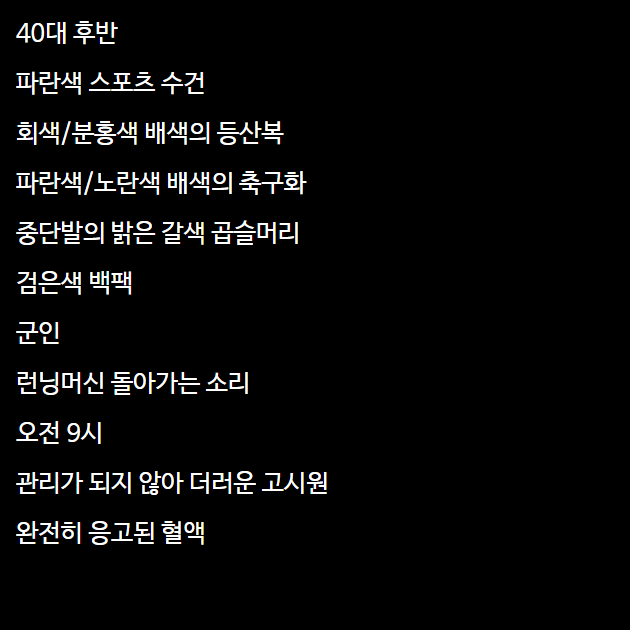 40대 후반
파란색 스포츠 수건
회색/분홍색 배색의 등산복
파란색/노란색 배색의 축구화
중단발의 밝은 갈색 곱슬머리
검은색 백팩
군인
런닝머신 돌아가는 소리
오전 9시
관리가 되지 않아 더러운 고시원
완전히 응고된 혈액